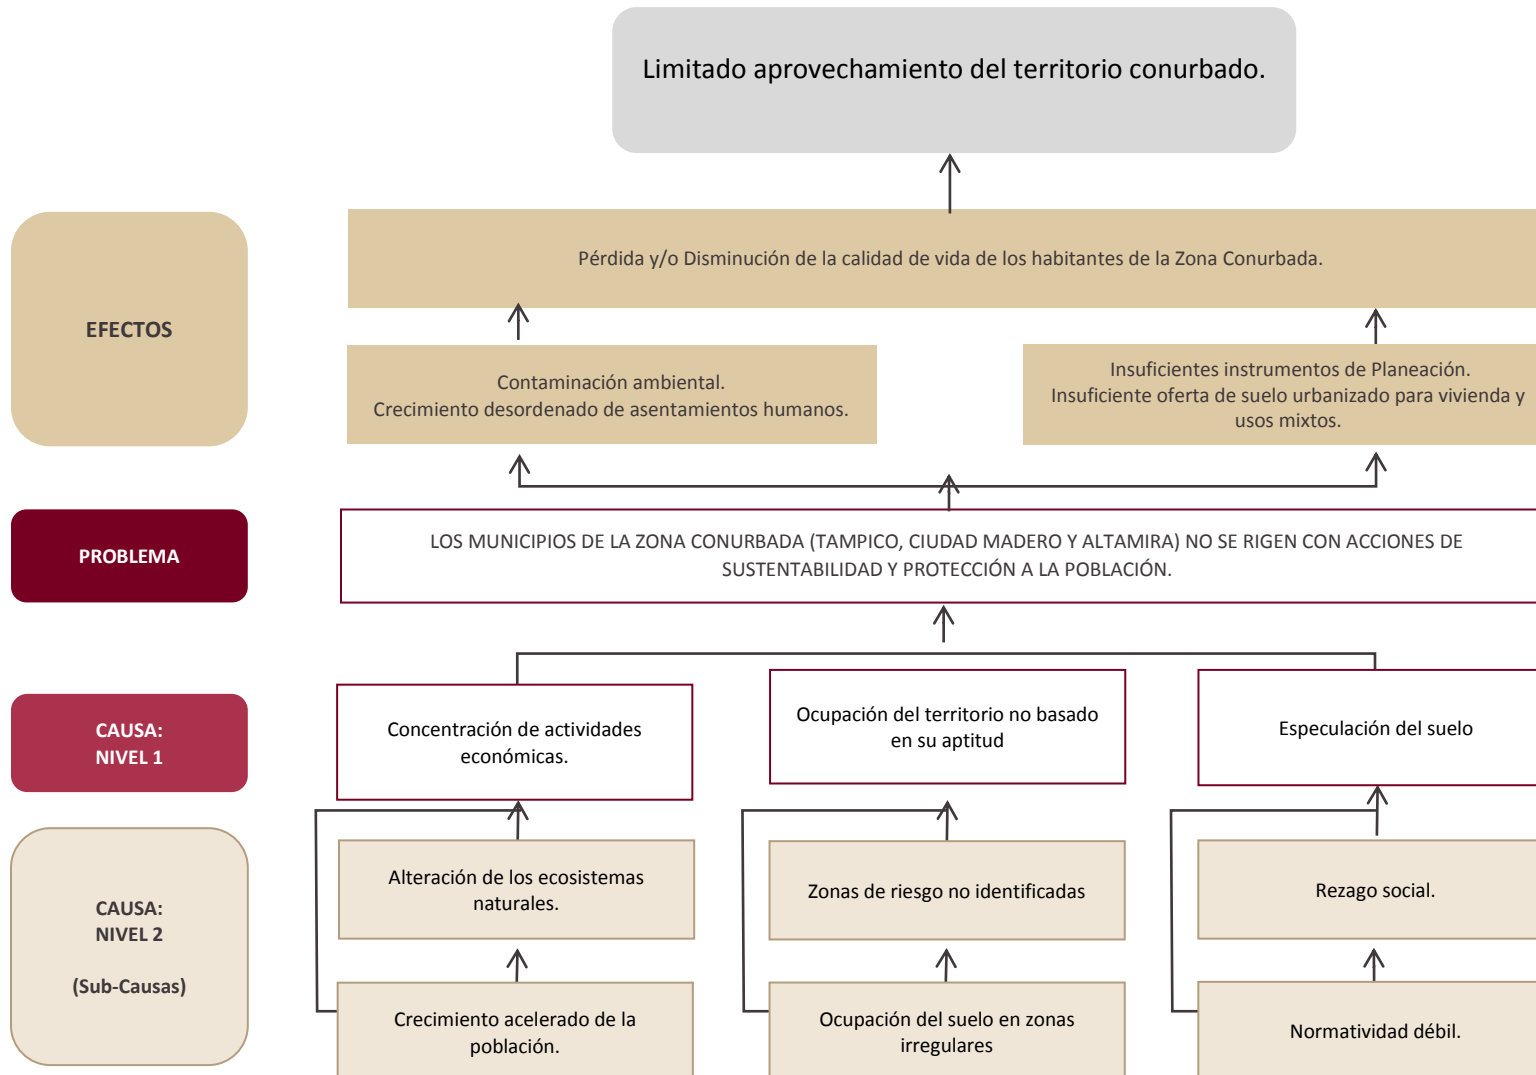 Limitado aprovechamiento del territorio conurbado.
EFECTOS
Pérdida y/o Disminución de la calidad de vida de los habitantes de la Zona Conurbada.
Contaminación ambiental.
Crecimiento desordenado de asentamientos humanos.
Insuficientes instrumentos de Planeación.
Insuficiente oferta de suelo urbanizado para vivienda y
usos mixtos.
PROBLEMA
LOS MUNICIPIOS DE LA ZONA CONURBADA (TAMPICO, CIUDAD MADERO Y ALTAMIRA) NO SE RIGEN CON ACCIONES DE
SUSTENTABILIDAD Y PROTECCIÓN A LA POBLACIÓN.
CAUSA:
NIVEL 1
Concentración de actividades
económicas.
Ocupación del territorio no basado
en su aptitud
Especulación del suelo
CAUSA:
NIVEL 2
(Sub-Causas)
Alteración de los ecosistemas
naturales.
Zonas de riesgo no identificadas
Rezago social.
Crecimiento acelerado de la
población.
Ocupación del suelo en zonas
irregulares
Normatividad débil.